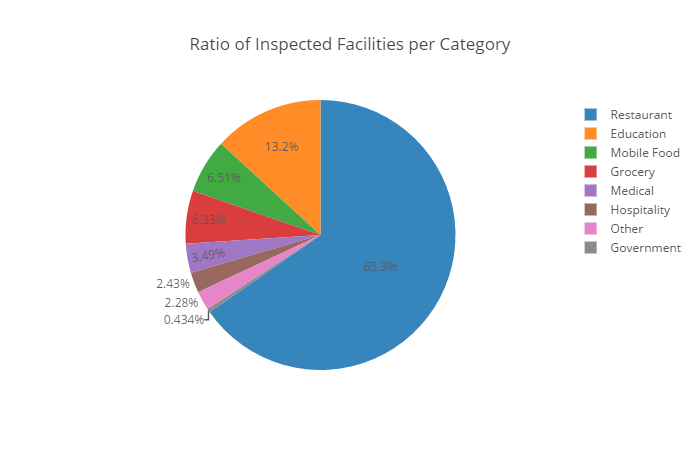 Ratio of Inspected Facilities per Category
Restaurant
Education
Mobile Food
Grocery
Medical
Hospitality
Other
Government
13.2%
6.51%
6.33%
3.49%
65.3%
2.43%
2.28%
0.434%